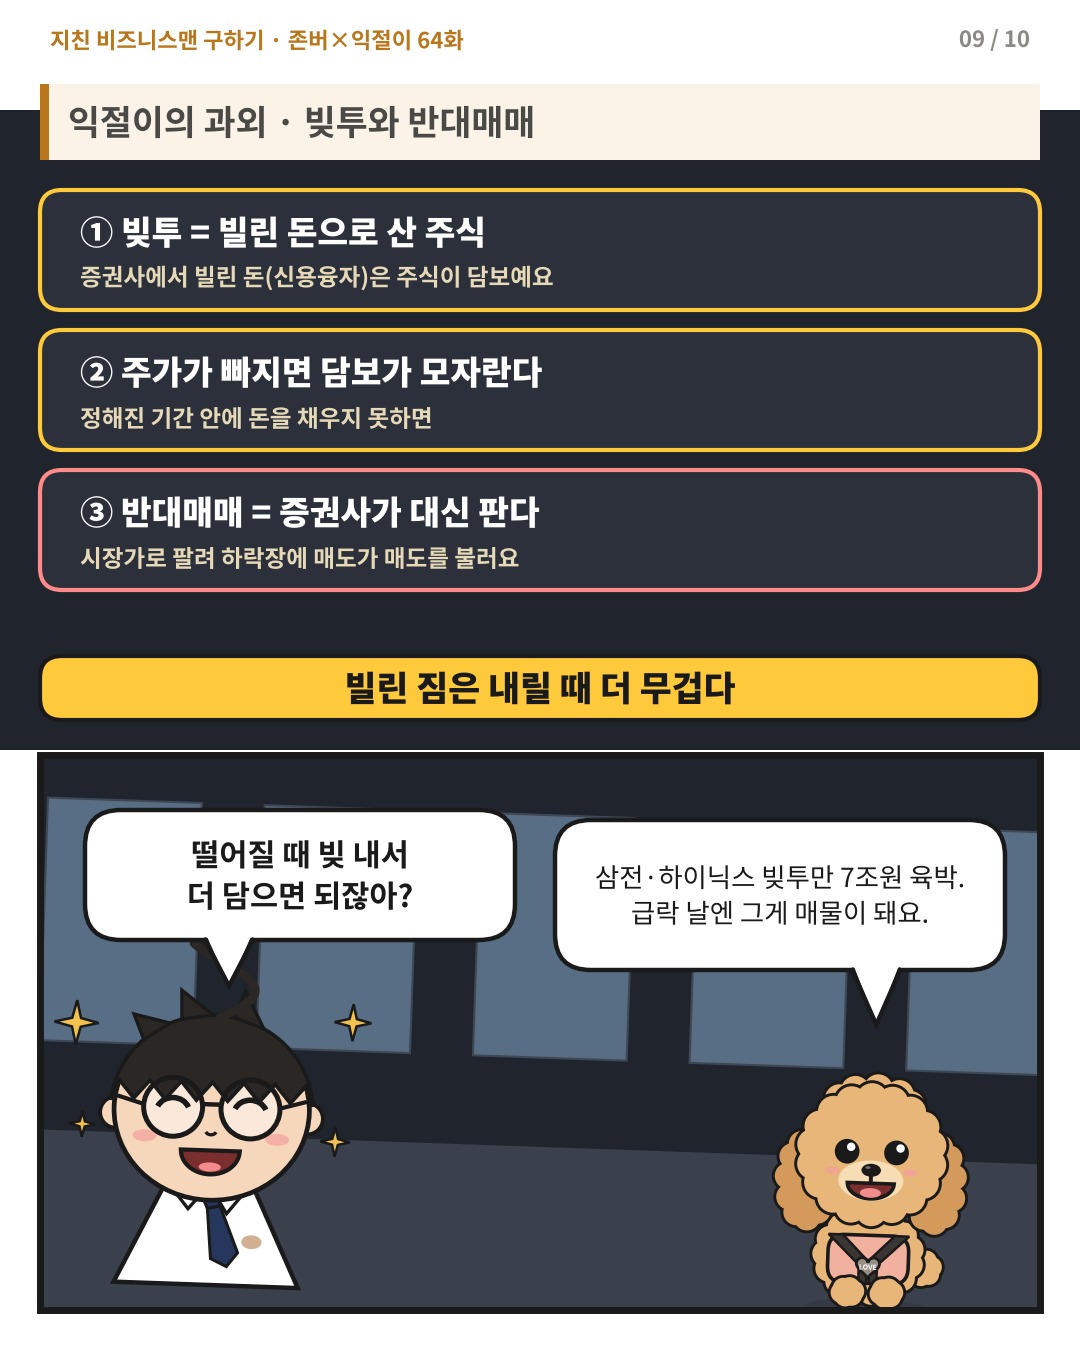 지친 비즈니스맨 구하기 · 존버×익절이 64화
09 / 10
익절이의 과외 · 빚투와 반대매매
① 빚투 = 빌린 돈으로 산 주식
증권사에서 빌린 돈(신용융자)은 주식이 담보예요
② 주가가 빠지면 담보가 모자란다
정해진 기간 안에 돈을 채우지 못하면
③ 반대매매 = 증권사가 대신 판다
시장가로 팔려 하락장에 매도가 매도를 불러요
빌린 짐은 내릴 때 더 무겁다
떨어질 때 빚 내서
더 담으면 되잖아?
삼전·하이닉스 빚투만 7조원 육박.
급락 날엔 그게 매물이 돼요.
LOVE